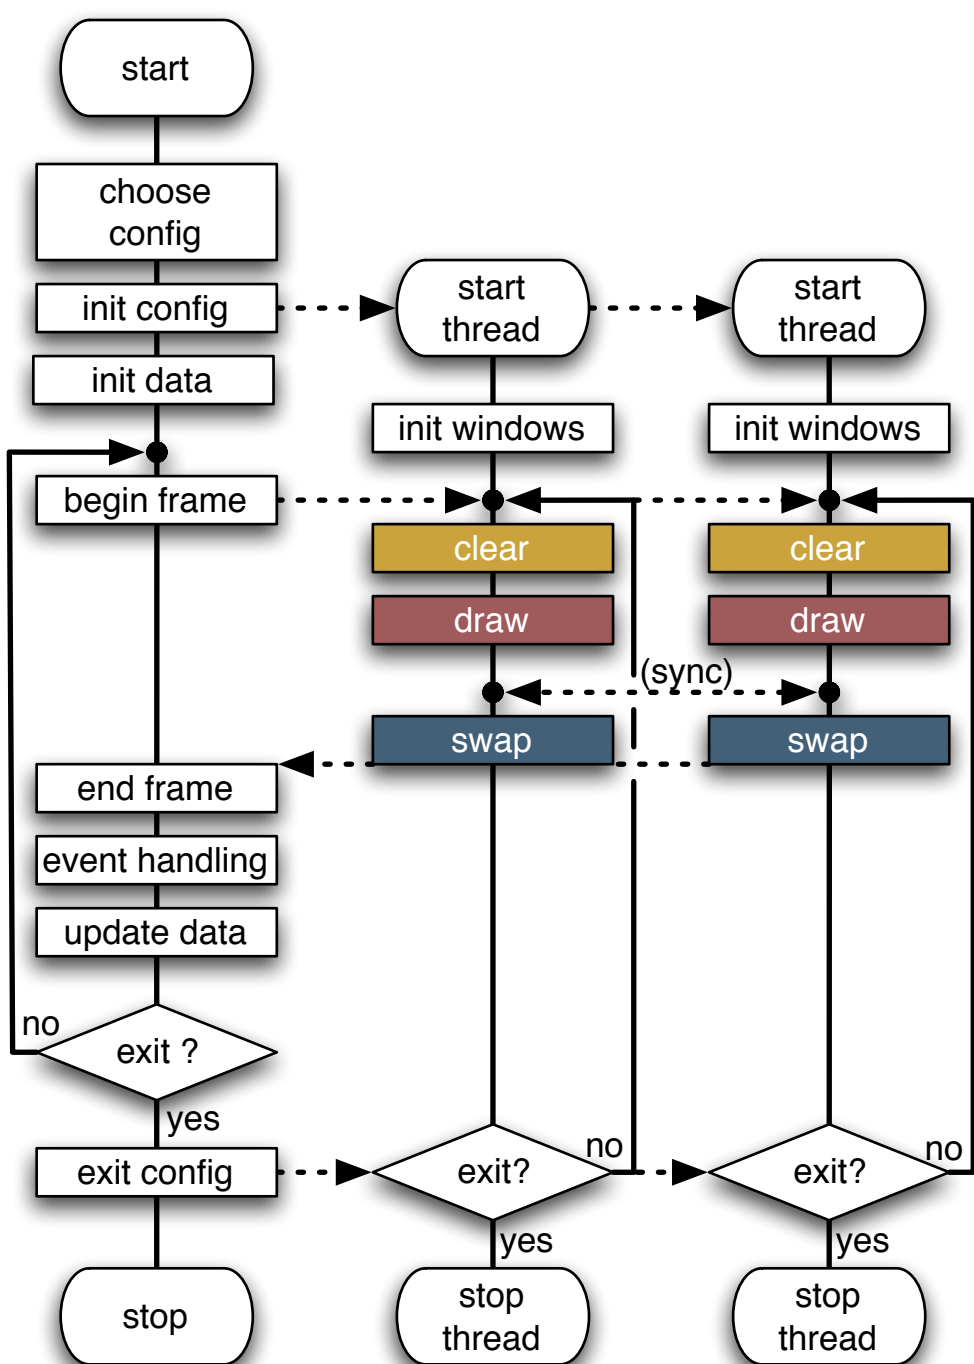 start
choose
config
init config
init data
begin frame
end frame
event handling
update data
no
exit ?
yes
exit config
stop
start
thread
init windows
clear
draw
(sync)
swap
exit?
no
yes
stop
thread
start
thread
init windows
clear
draw
swap
exit?
no
yes
stop
thread